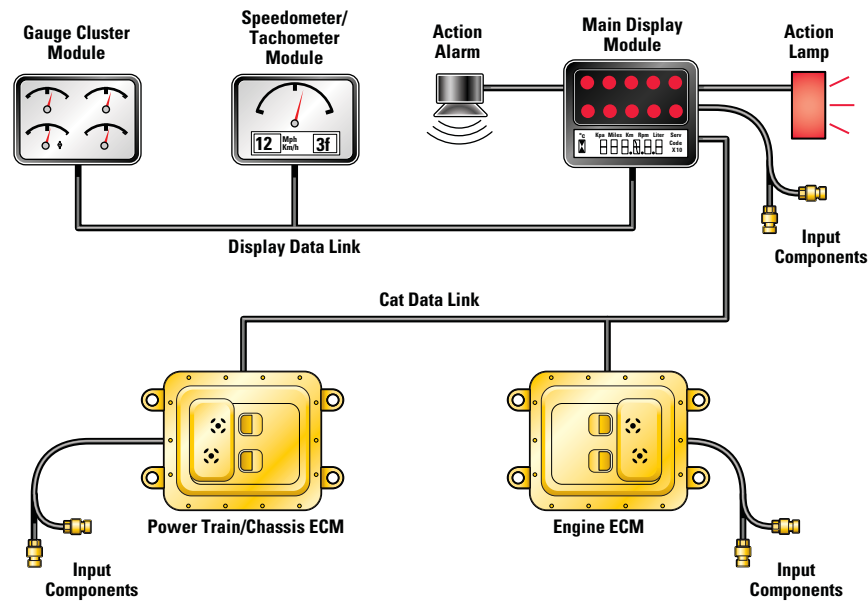 Gauge Cluster
Module
Speedometer/
Tachometer
Module
Action
Alarm
Main Display
Module
Action
Lamp
12 Mph
Km/h 3f
°C Kpa Miles Km Rpm Liter Serv
Code
X10
Display Data Link
Input
Components
Cat Data Link
Power Train/Chassis ECM
Engine ECM
Input
Components
Input
Components